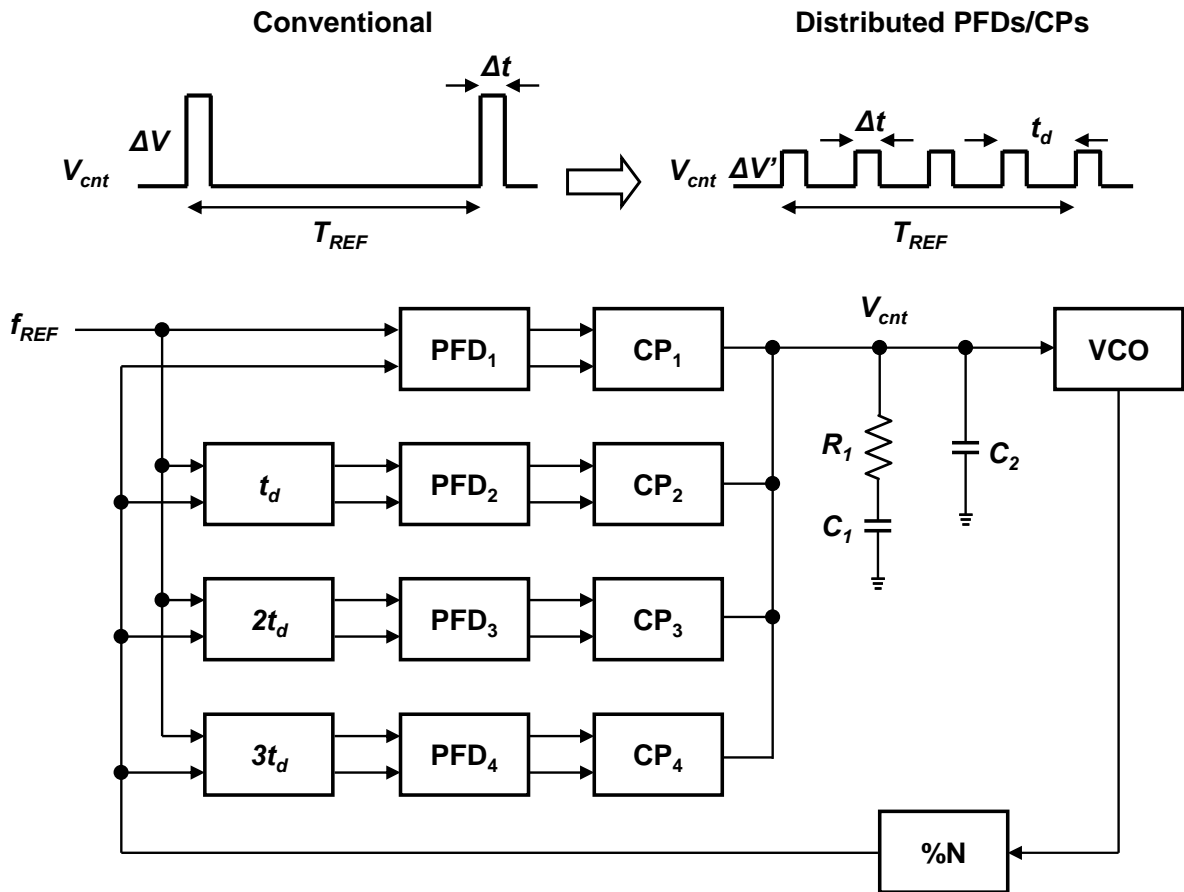 Conventional
Distributed PFDs/CPs
Δt
ΔV
V_cnt
T_REF
Δt
t_d
V_cnt
ΔV'
T_REF
f_REF
PFD_1
CP_1
V_cnt
VCO
t_d
PFD_2
CP_2
R_1
C_2
C_1
2t_d
PFD_3
CP_3
3t_d
PFD_4
CP_4
%N